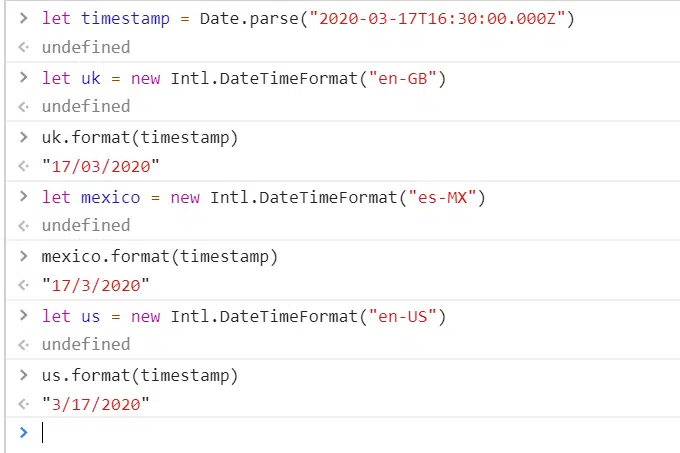 let timestamp = Date.parse("2020-03-17T16:30:00.000Z")
undefined
let uk = new Intl.DateTimeFormat("en-GB")
undefined
uk.format(timestamp)
"17/03/2020"
let mexico = new Intl.DateTimeFormat("es-MX")
undefined
mexico.format(timestamp)
"17/3/2020"
let us = new Intl.DateTimeFormat("en-US")
undefined
us.format(timestamp)
"3/17/2020"